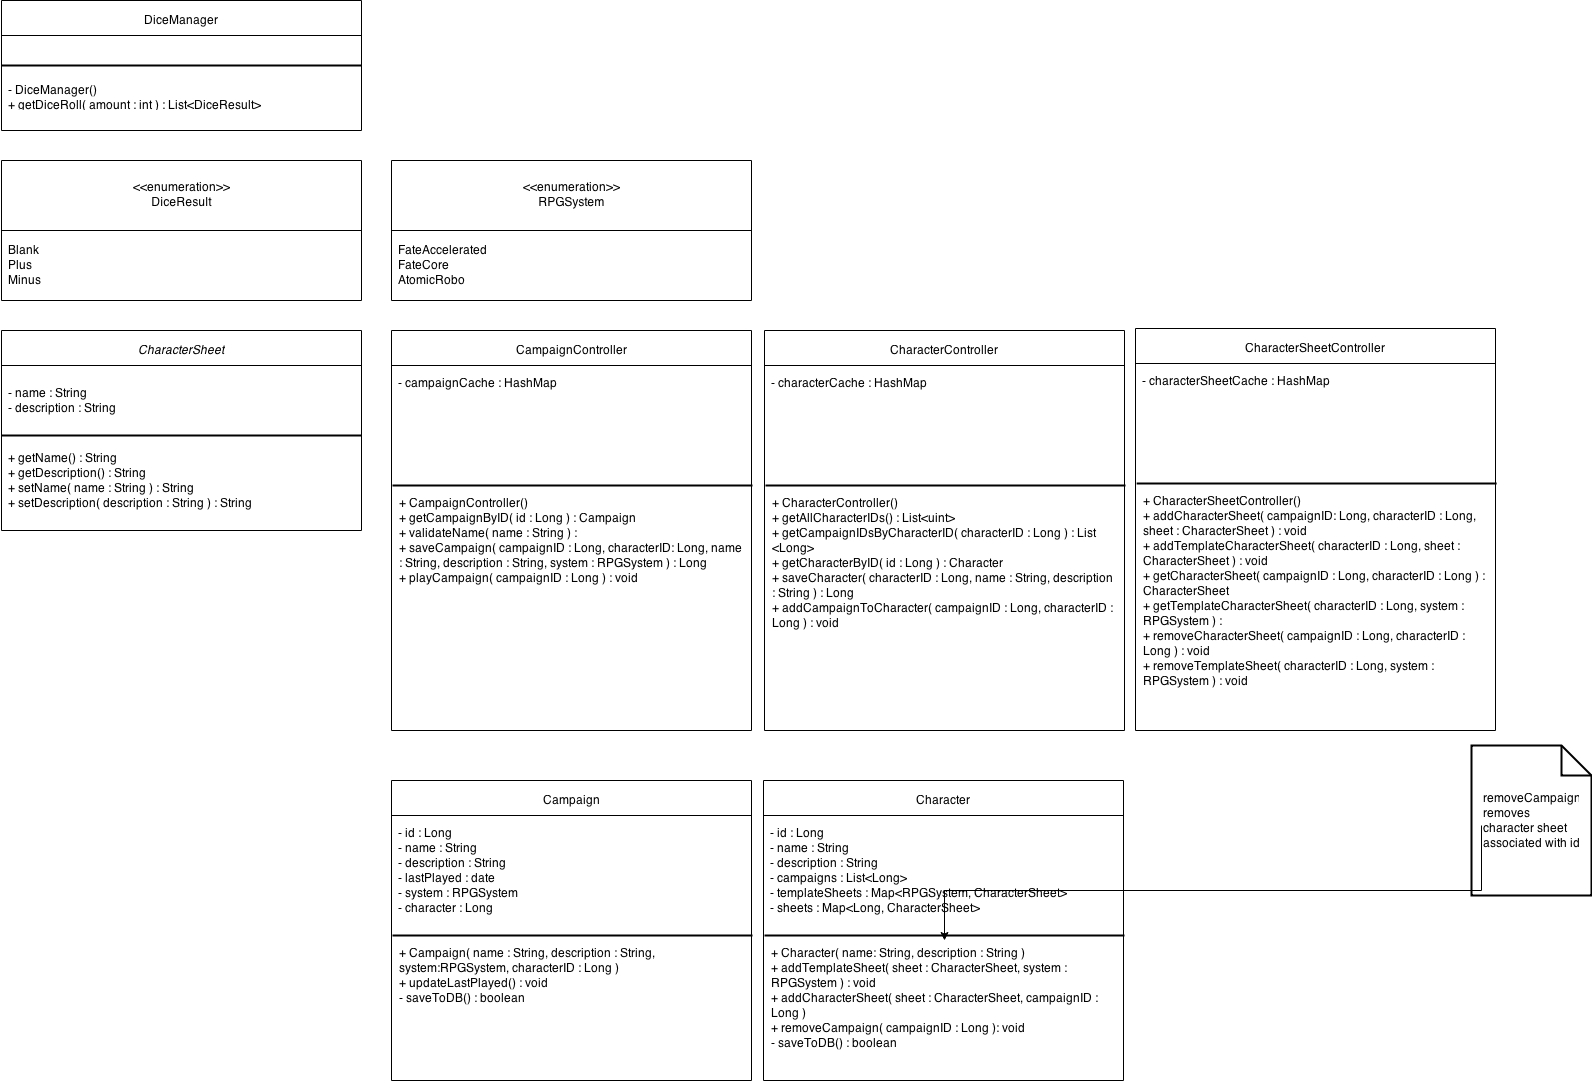 DiceManager
- DiceManager()
+ getDiceRoll( amount : int ) : List<DiceResult>
<<enumeration>>
DiceResult
Blank
Plus
Minus
<<enumeration>>
RPGSystem
FateAccelerated
FateCore
AtomicRobo
CharacterSheet
- name : String
- description : String
+ getName() : String
+ getDescription() : String
+ setName( name : String ) : String
+ setDescription( description : String ) : String
CampaignController
- campaignCache : HashMap
+ CampaignController()
+ getCampaignByID( id : Long ) : Campaign
+ validateName( name : String ) :
+ saveCampaign( campaignID : Long, characterID: Long, name
: String, description : String, system : RPGSystem ) : Long
+ playCampaign( campaignID : Long ) : void
CharacterController
- characterCache : HashMap
+ CharacterController()
+ getAllCharacterIDs() : List<uint>
+ getCampaignIDsByCharacterID( characterID : Long ) : List
<Long>
+ getCharacterByID( id : Long ) : Character
+ saveCharacter( characterID : Long, name : String, description
: String ) : Long
+ addCampaignToCharacter( campaignID : Long, characterID :
Long ) : void
CharacterSheetController
- characterSheetCache : HashMap
+ CharacterSheetController()
+ addCharacterSheet( campaignID: Long, characterID : Long,
sheet : CharacterSheet ) : void
+ addTemplateCharacterSheet( characterID : Long, sheet :
CharacterSheet ) : void
+ getCharacterSheet( campaignID : Long, characterID : Long ) :
CharacterSheet
+ getTemplateCharacterSheet( characterID : Long, system :
RPGSystem ) :
+ removeCharacterSheet( campaignID : Long, characterID :
Long ) : void
+ removeTemplateSheet( characterID : Long, system :
RPGSystem ) : void
Campaign
- id : Long
- name : String
- description : String
- lastPlayed : date
- system : RPGSystem
- character : Long
+ Campaign( name : String, description : String,
system:RPGSystem, characterID : Long )
+ updateLastPlayed() : void
- saveToDB() : boolean
Character
- id : Long
- name : String
- description : String
- campaigns : List<Long>
- templateSheets : Map<RPGSystem, CharacterSheet>
- sheets : Map<Long, CharacterSheet>
+ Character( name: String, description : String )
+ addTemplateSheet( sheet : CharacterSheet, system :
RPGSystem ) : void
+ addCharacterSheet( sheet : CharacterSheet, campaignID :
Long )
+ removeCampaign( campaignID : Long ): void
- saveToDB() : boolean
removeCampaign
removes
character sheet
associated with id